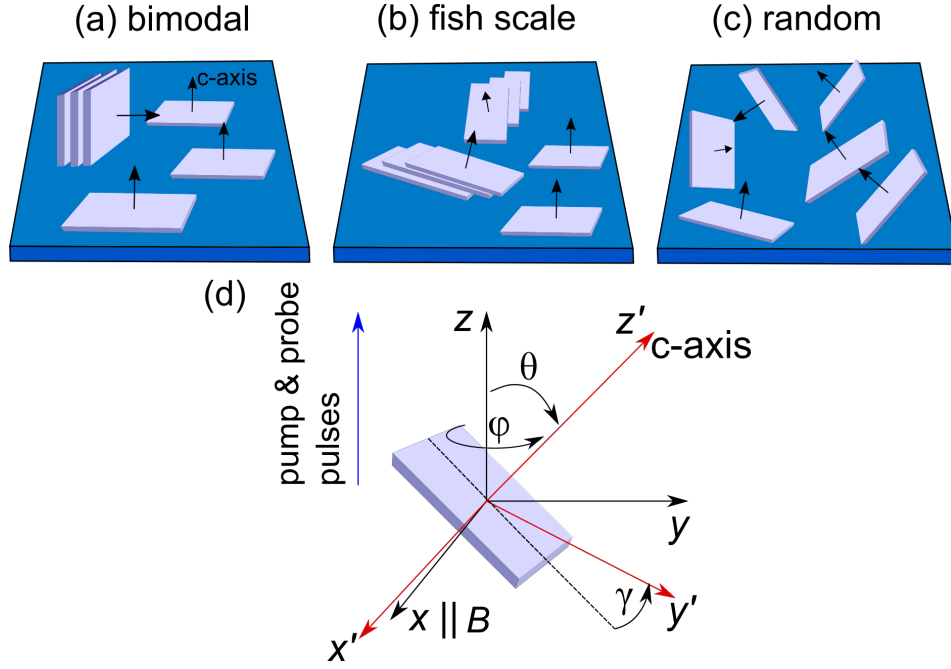 (a) bimodal
(b) fish scale
(c) random
c-axis
(d)
pump & probe
pulses
z
z'
c-axis
θ
φ
y
y'
γ
x || B
x'